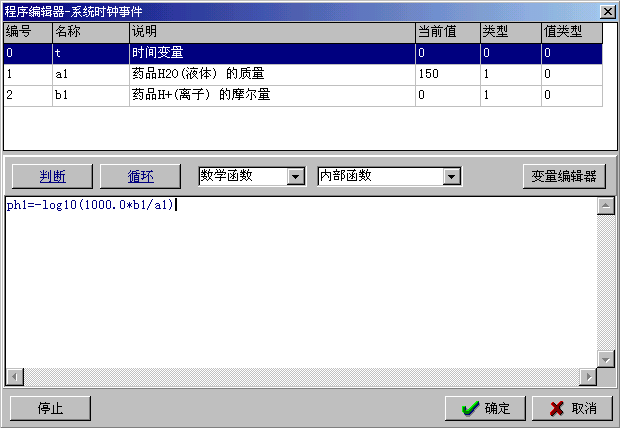 程序编辑器-系统时钟事件
编号 名称 说明 当前值 类型 值类型
0 t 时间变量 0 0 0
1 a1 药品H2O(液体) 的质量 150 1 0
2 b1 药品H+(离子) 的摩尔量 0 1 0
判断 循环 数学函数 内部函数 变量编辑器
ph1=-log10(1000.0*b1/a1)
停止 确定 取消